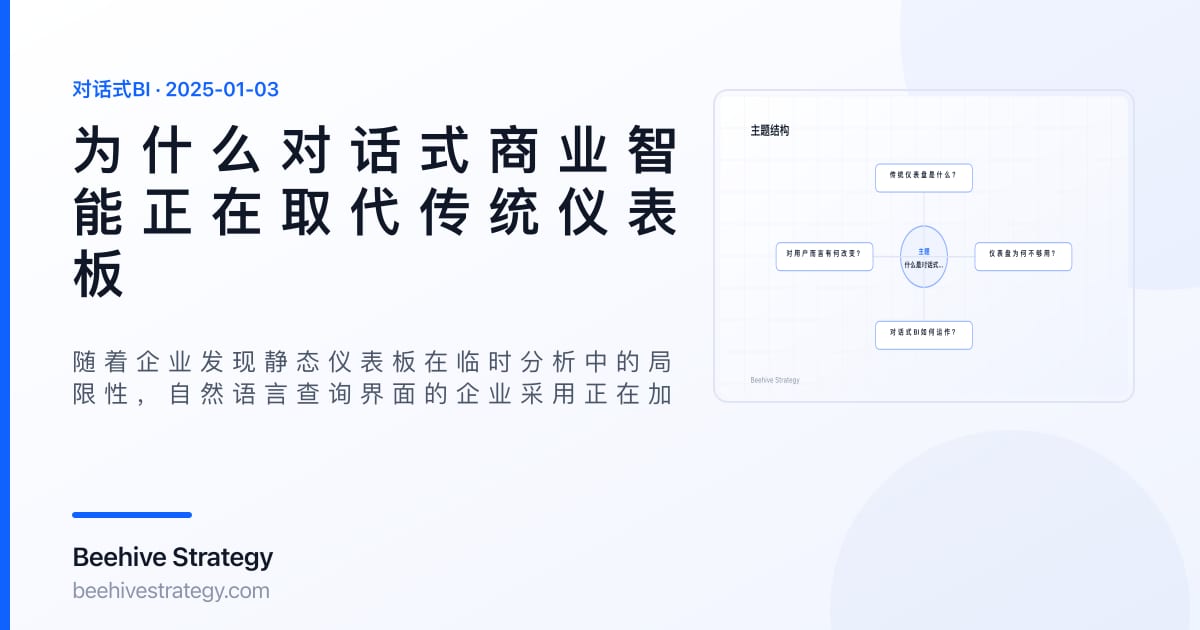 对话式BI · 2025-01-03
为什么对话式商业智
能正在取代传统仪表
板
随着企业发现静态仪表板在临时分析中的局
限性，自然语言查询界面的企业采用正在加
Beehive Strategy
beehivestrategy.com
主题结构
传统仪表盘是什么？
对用户而言有何改变？
主题
什么是对话式...
仪表盘为何不够用？
对话式BI如何运作？
Beehive Strategy